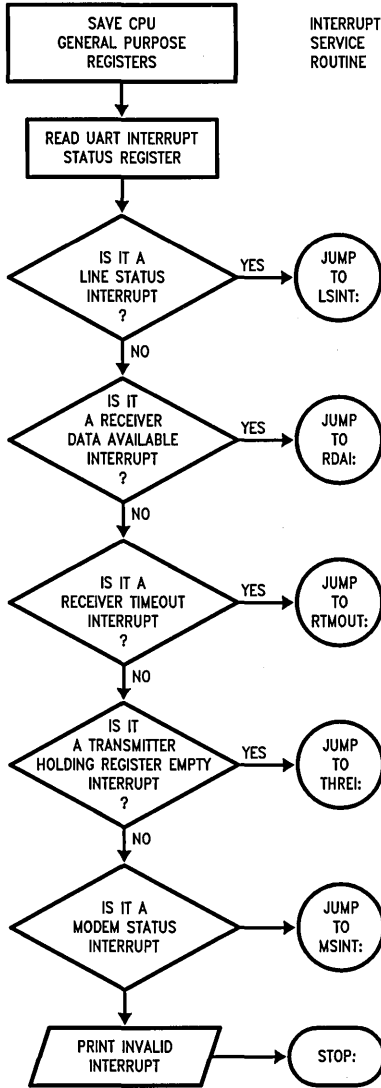 SAVE CPU
GENERAL PURPOSE
REGISTERS
INTERRUPT
SERVICE
ROUTINE
READ UART INTERRUPT
STATUS REGISTER
IS IT A
LINE STATUS
INTERRUPT
?
YES
JUMP
TO
LSINT:
NO
IS IT
A RECEIVER
DATA AVAILABLE
INTERRUPT
?
YES
JUMP
TO
RDAI:
NO
IS IT A
RECEIVER TIMEOUT
INTERRUPT
?
YES
JUMP
TO
RTMOUT:
NO
IS IT
A TRANSMITTER
HOLDING REGISTER EMPTY
INTERRUPT
?
YES
JUMP
TO
THREI:
NO
IS IT A
MODEM STATUS
INTERRUPT
JUMP
TO
MSINT:
PRINT INVALID
INTERRUPT
STOP: